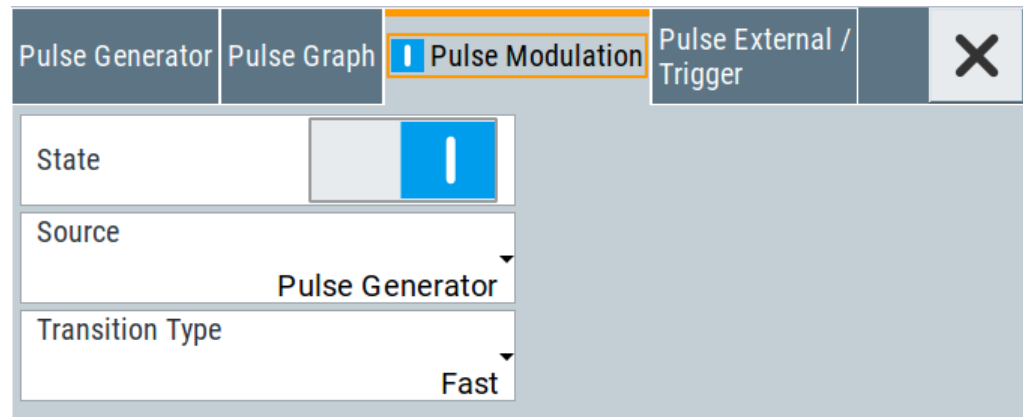 Pulse Generator
Pulse Graph
Pulse Modulation
Pulse External /
Trigger
State
Source
Pulse Generator
Transition Type
Fast